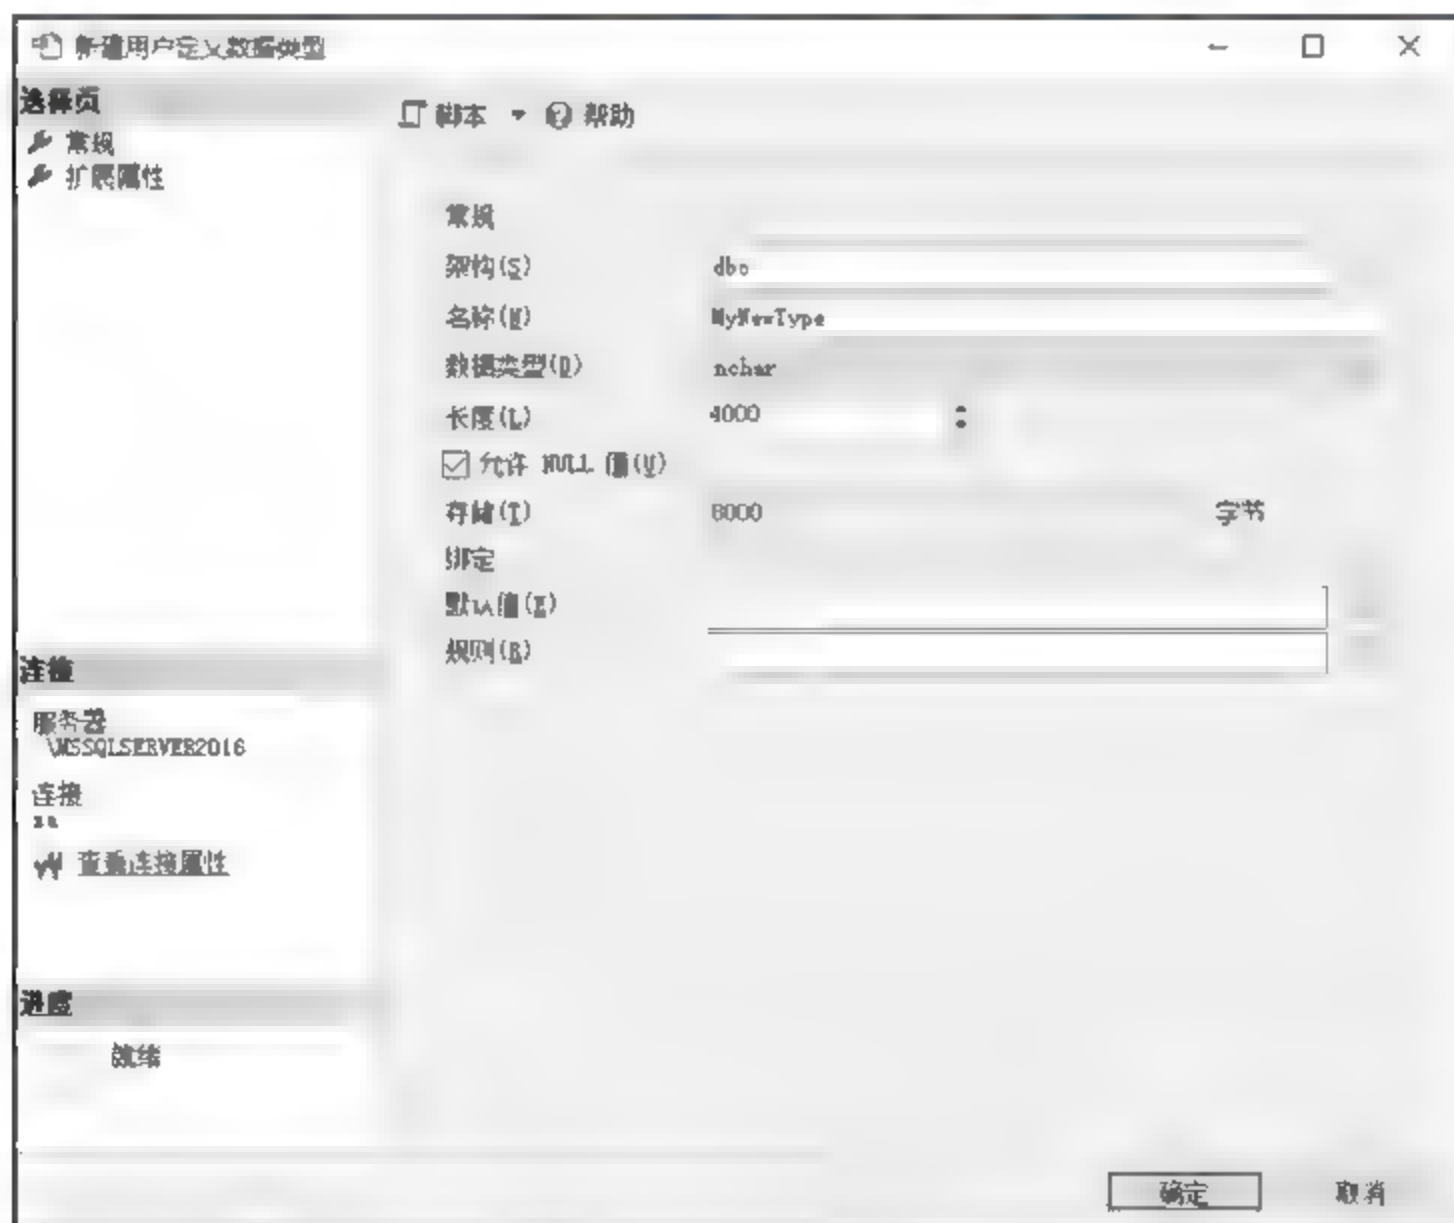 新建用户定义数据类型
选择页
常规
扩展属性
脚本 帮助
常规
架构(S) dbo
名称(N) MyNewType
数据类型(D) nchar
长度(L) 4000
允许 NULL 值(U)
存储(T) 8000 字节
绑定
默认值(E)
规则(R)
连接
服务器
\MSSQLSERVER2016
连接
sa
查看连接属性
进度
就绪
确定 取消